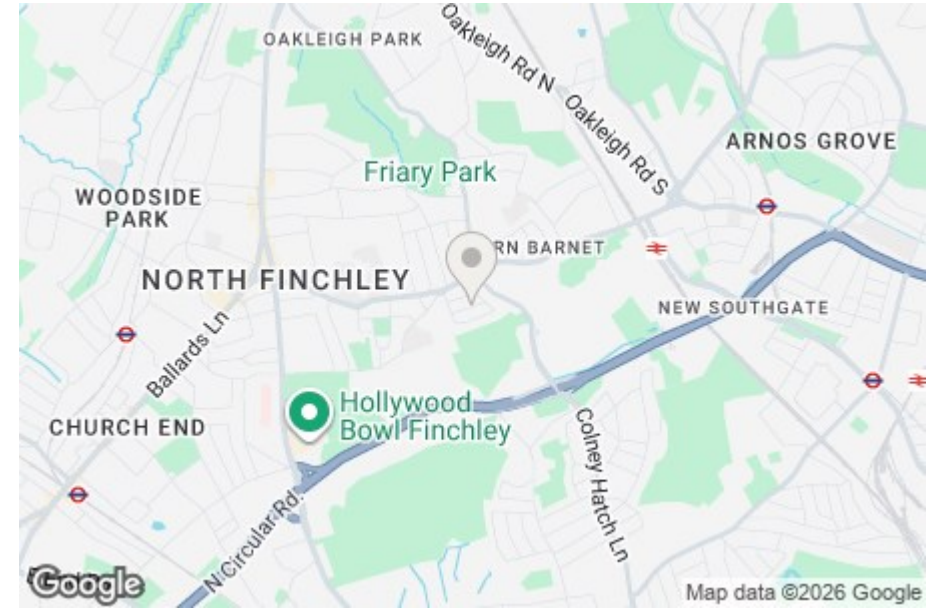 OAKLEIGH PARK
Oakleigh Rd N
Oakleigh Rd S
ARNOS GROVE
Friary Park
WOODSIDE
PARK
RN BARNET
NORTH FINCHLEY
NEW SOUTHGATE
Ballards Ln
Hollywood
Bowl Finchley
CHURCH END
Colney Hatch Ln
N Circular Rd.
Google
Map data ©2026 Google